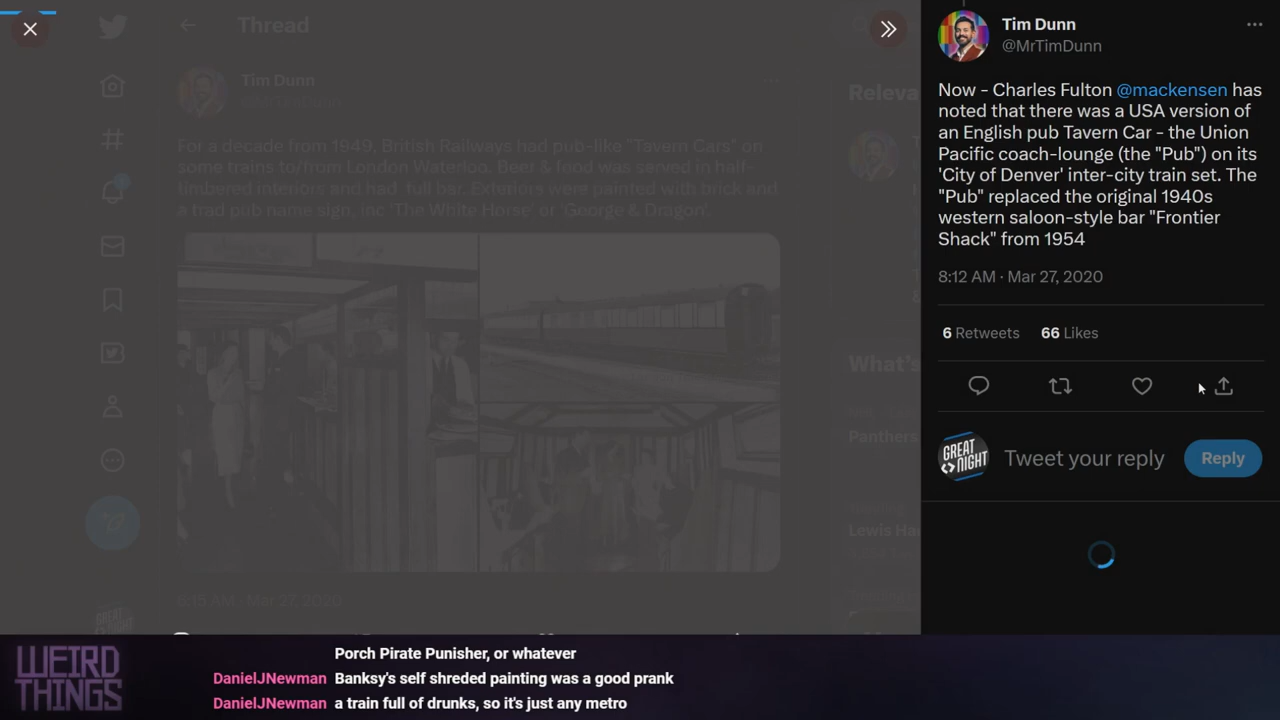 Thread
Tim Dunn
For a decade from 1949, British Railways had pub-like "Tavern Cars" on
some trains to/from London Waterloo. Beer & food was served in half-
timbered interiors and had full bar. Exteriors were painted with brick and
a trad pub name sign, inc 'The White Horse' or 'George & Dragon'.
8:15 AM · Mar 27, 2020
Releva
What's
Panthers
Lewis Ha
Tim Dunn
@MrTimDunn
Now - Charles Fulton @mackensen has
noted that there was a USA version of
an English pub Tavern Car - the Union
Pacific coach-lounge (the "Pub") on its
'City of Denver' inter-city train set. The
"Pub" replaced the original 1940s
western saloon-style bar "Frontier
Shack" from 1954
8:12 AM · Mar 27, 2020
6 Retweets 66 Likes
GREAT
NIGHT
Tweet your reply
Reply
WEIRD
THINGS
Porch Pirate Punisher, or whatever
DanielJNewman Banksy's self shreded painting was a good prank
DanielJNewman a train full of drunks, so it's just any metro